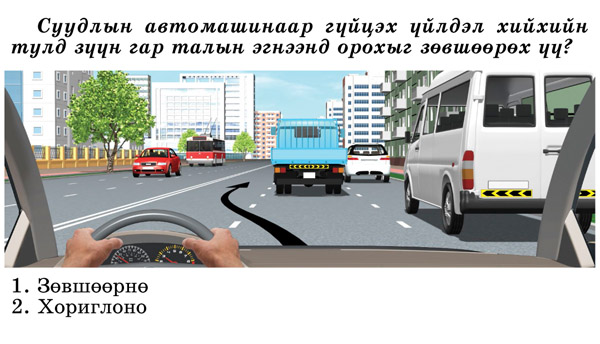 Суудлын автомашинаар гүйцэх үйлдэл хийхийн
тулд зүүн гар талын эгнээнд орохыг зөвшөөрөх үү?
1. Зөвшөөрнө
2. Хориглоно